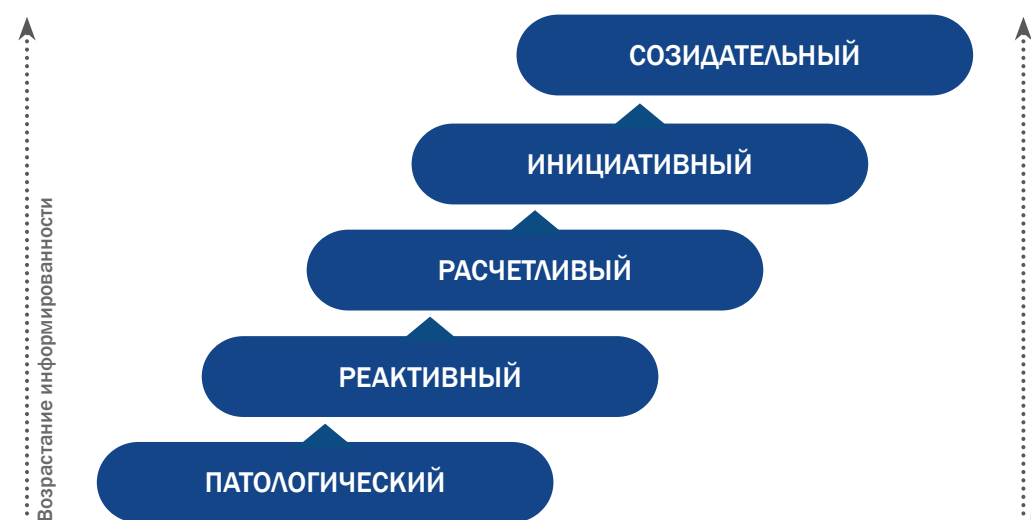 СОЗИДАТЕЛЬНЫЙ
ИНИЦИАТИВНЫЙ
РАСЧЕТЛИВЫЙ
РЕАКТИВНЫЙ
ПАТОЛОГИЧЕСКИЙ
Возрастание информированности